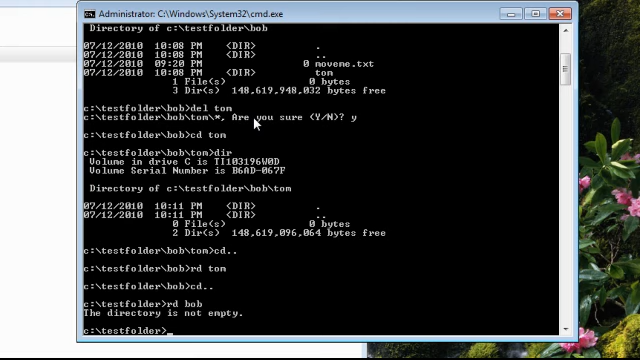 Administrator: C:\Windows\System32\cmd.exe
Directory of c:\testfolder\bob
07/12/2010 10:08 PM <DIR> .
07/12/2010 10:08 PM <DIR> ..
07/12/2010 09:20 PM 0 moveme.txt
07/12/2010 10:08 PM <DIR> tom
1 File(s) 0 bytes
3 Dir(s) 148,619,948,032 bytes free
c:\testfolder\bob>del tom
c:\testfolder\bob\tom\*, Are you sure (Y/N)? y
c:\testfolder\bob>cd tom
c:\testfolder\bob\tom>dir
Volume in drive C is TI103196W0D
Volume Serial Number is B6AD-067F
Directory of c:\testfolder\bob\tom
07/12/2010 10:11 PM <DIR> .
07/12/2010 10:11 PM <DIR> ..
0 File(s) 0 bytes
2 Dir(s) 148,619,096,064 bytes free
c:\testfolder\bob\tom>cd..
c:\testfolder\bob>rd tom
c:\testfolder\bob>cd..
c:\testfolder>rd bob
The directory is not empty.
c:\testfolder>_